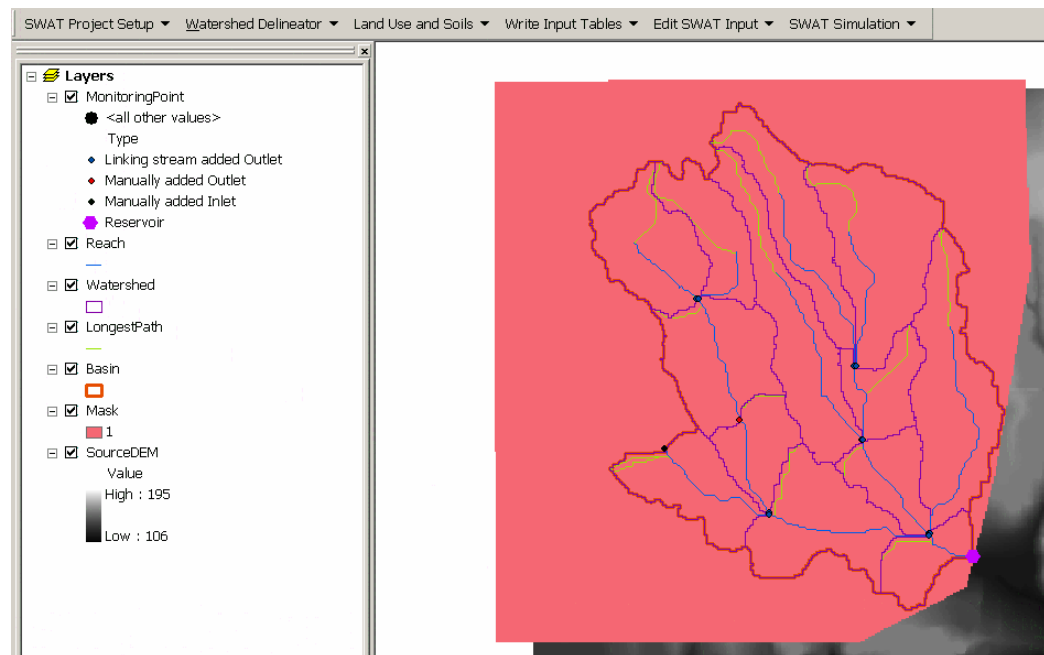 SWAT Project Setup Watershed Delineator Land Use and Soils Write Input Tables Edit SWAT Input SWAT Simulation
Layers
MonitoringPoint
<all other values>
Type
Linking stream added Outlet
Manually added Outlet
Manually added Inlet
Reservoir
Reach
Watershed
LongestPath
Basin
Mask
1
SourceDEM
Value
High : 195
Low : 106